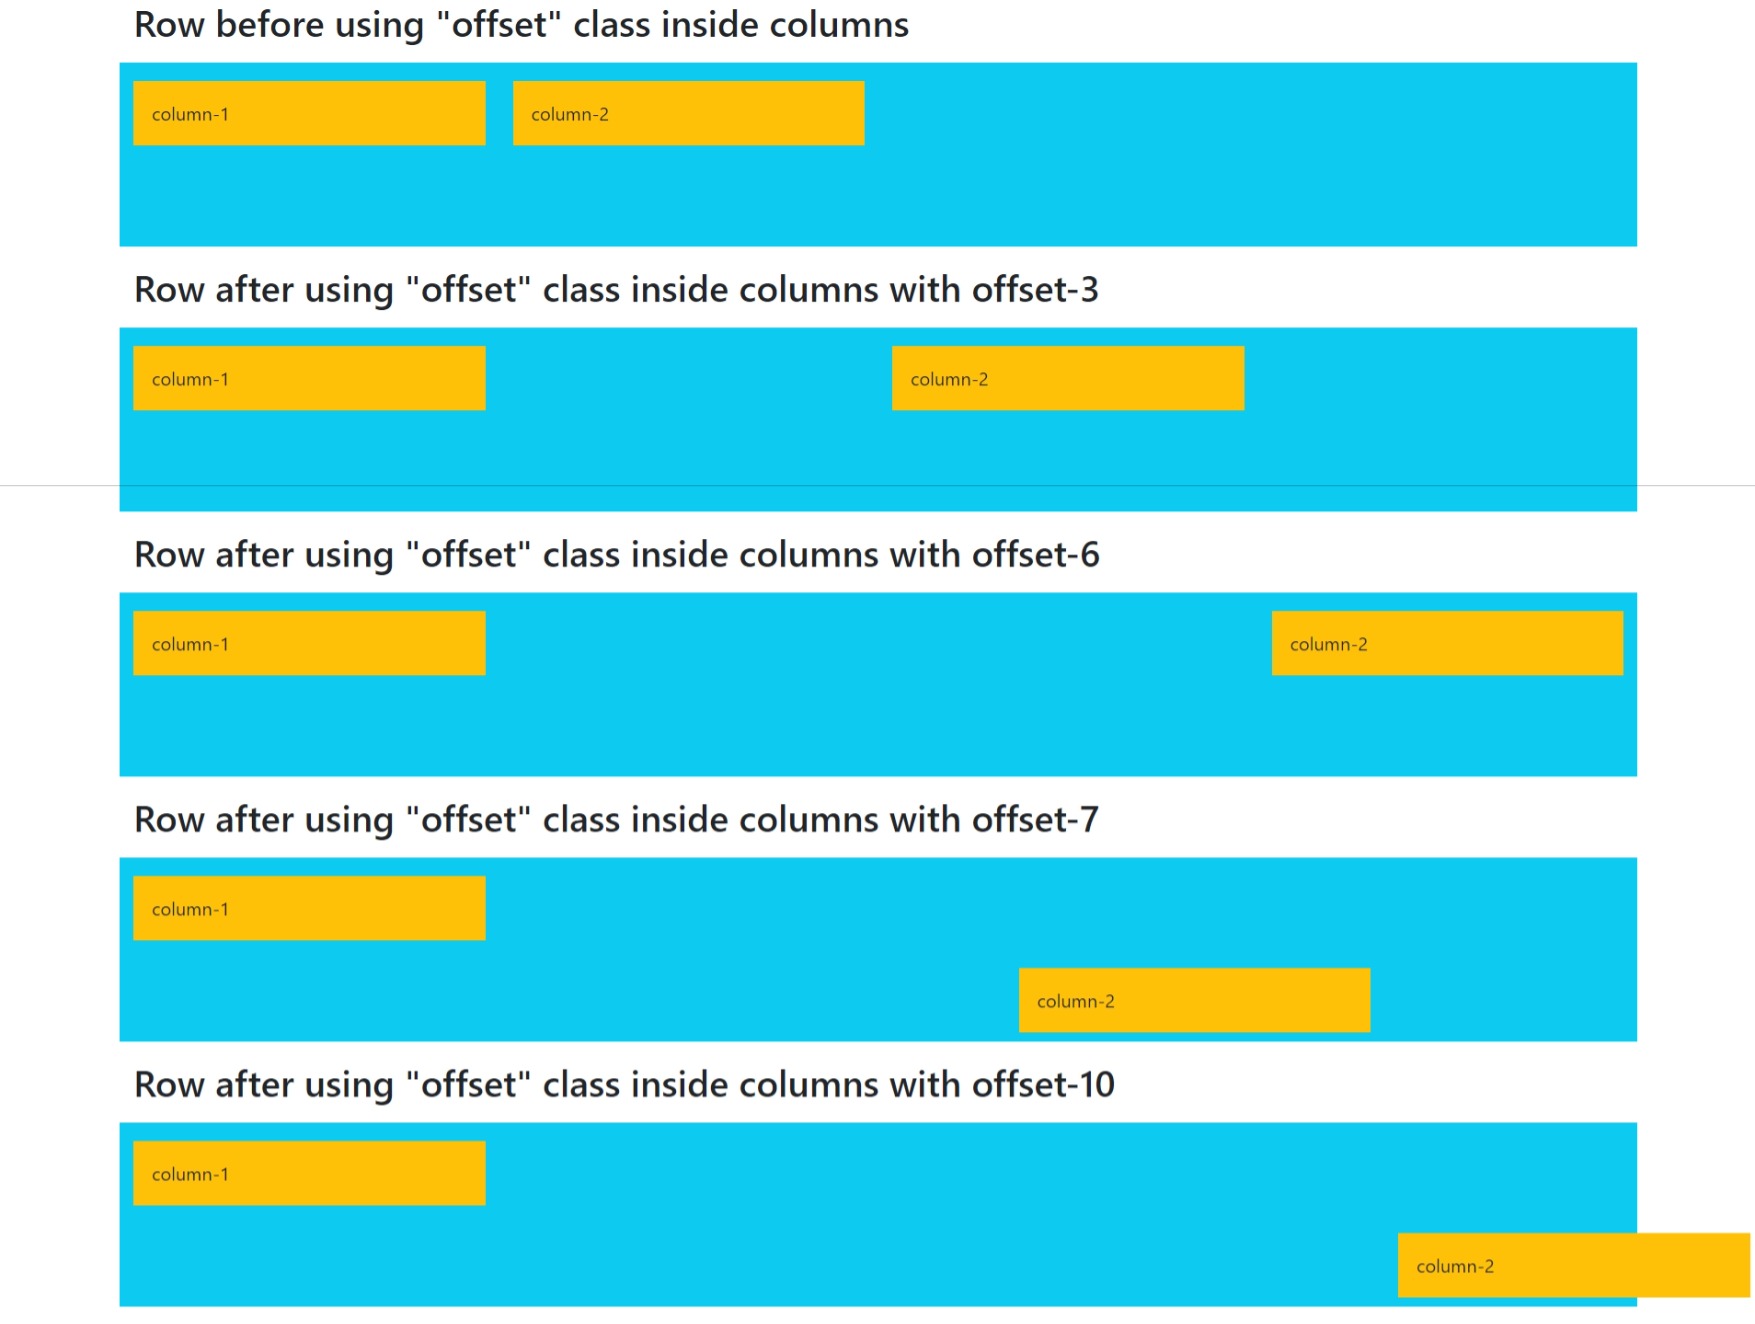 Row before using "offset" class inside columns
column-1 column-2
Row after using "offset" class inside columns with offset-3
column-1 column-2
Row after using "offset" class inside columns with offset-6
column-1 column-2
Row after using "offset" class inside columns with offset-7
column-1
column-2
Row after using "offset" class inside columns with offset-10
column-1
column-2